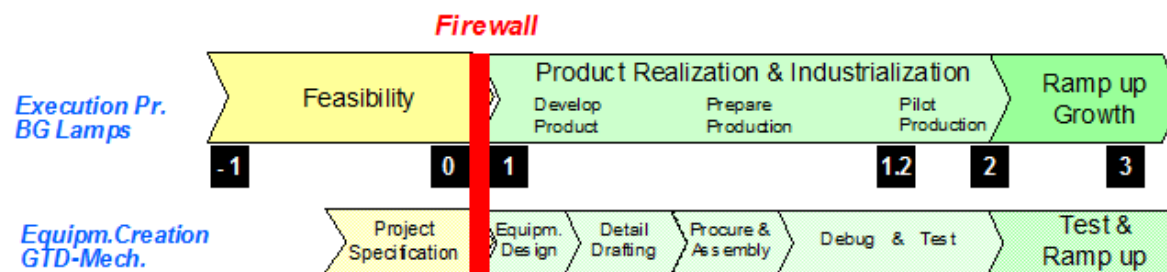 Firewall
Execution Pr.
BG Lamps
Feasibility
Product Realization & Industrialization
Develop
Product
Prepare
Production
Pilot
Production
Ramp up
Growth
-1
0
1
1.2
2
3
Equipm.Creation
GTD-Mech.
Project
Specification
Equipm.
Design
Detail
Drafting
Procure &
Assembly
Debug & Test
Test &
Ramp up